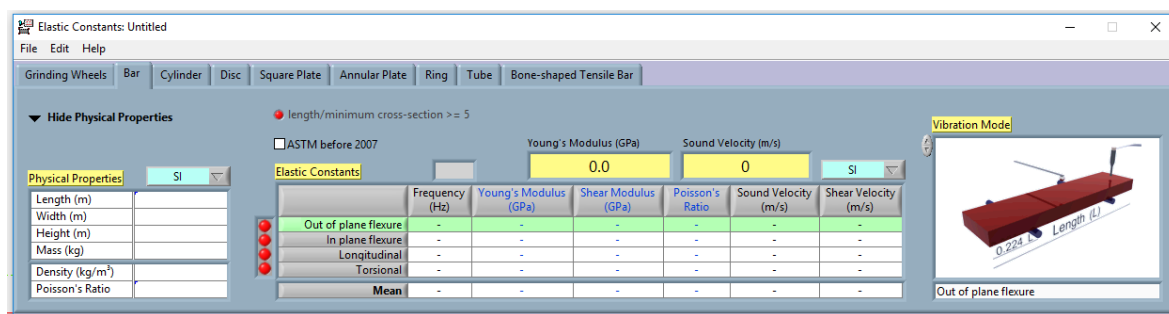 Elastic Constants: Untitled
File Edit Help
Grinding Wheels Bar Cylinder Disc Square Plate Annular Plate Ring Tube Bone-shaped Tensile Bar
Hide Physical Properties
length/minimum cross-section >= 5
ASTM before 2007
Young's Modulus (GPa) Sound Velocity (m/s)
0.0 0 SI
Physical Properties SI
Length (m)
Width (m)
Height (m)
Mass (kg)
Density (kg/m³)
Poisson's Ratio
Elastic Constants
Frequency (Hz) Young's Modulus (GPa) Shear Modulus (GPa) Poisson's Ratio Sound Velocity (m/s) Shear Velocity (m/s)
Out of plane flexure - - - - - -
In plane flexure - - - - - -
Longitudinal - - - - - -
Torsional - - - - - -
Mean - - - - - -
Vibration Mode
0.224 L
Length (L)
Out of plane flexure